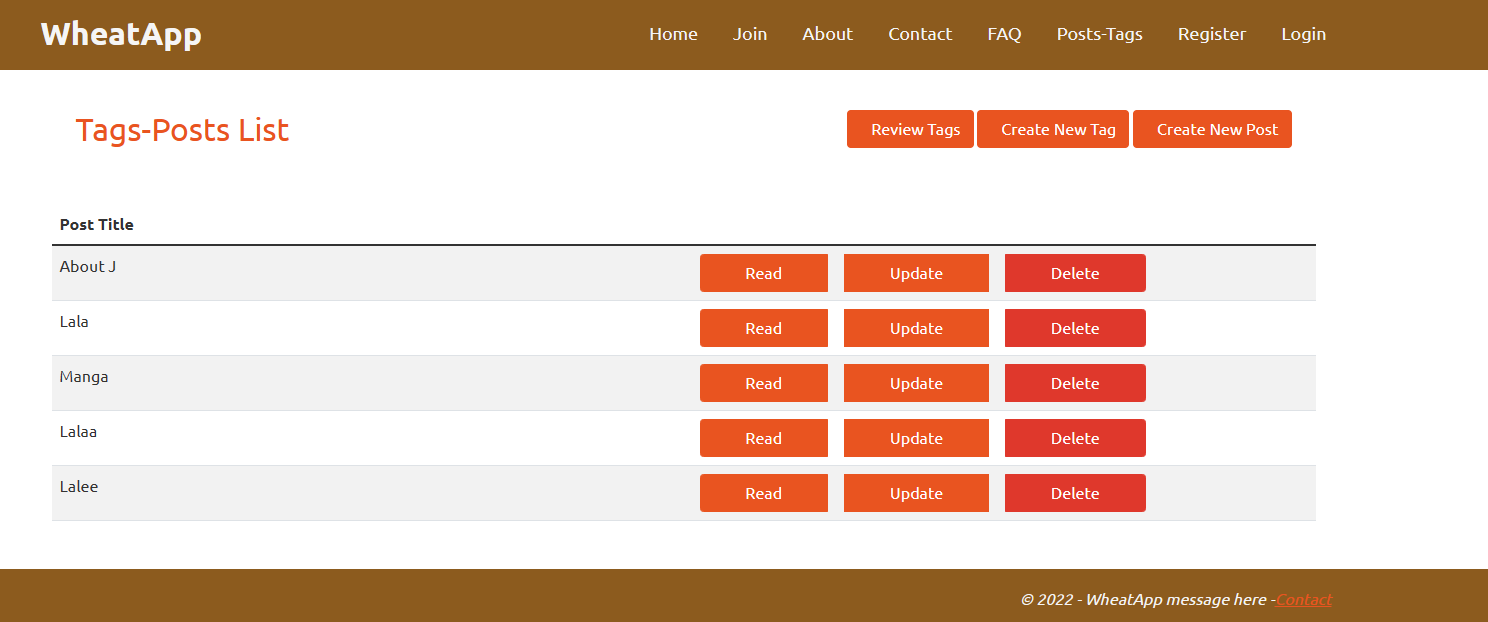 WheatApp Home Join About Contact FAQ Posts-Tags Register Login
Tags-Posts List Review Tags Create New Tag Create New Post
Post Title
About J Read Update Delete
Lala Read Update Delete
Manga Read Update Delete
Lalaa Read Update Delete
Lalee Read Update Delete
© 2022 - WheatApp message here -Contact